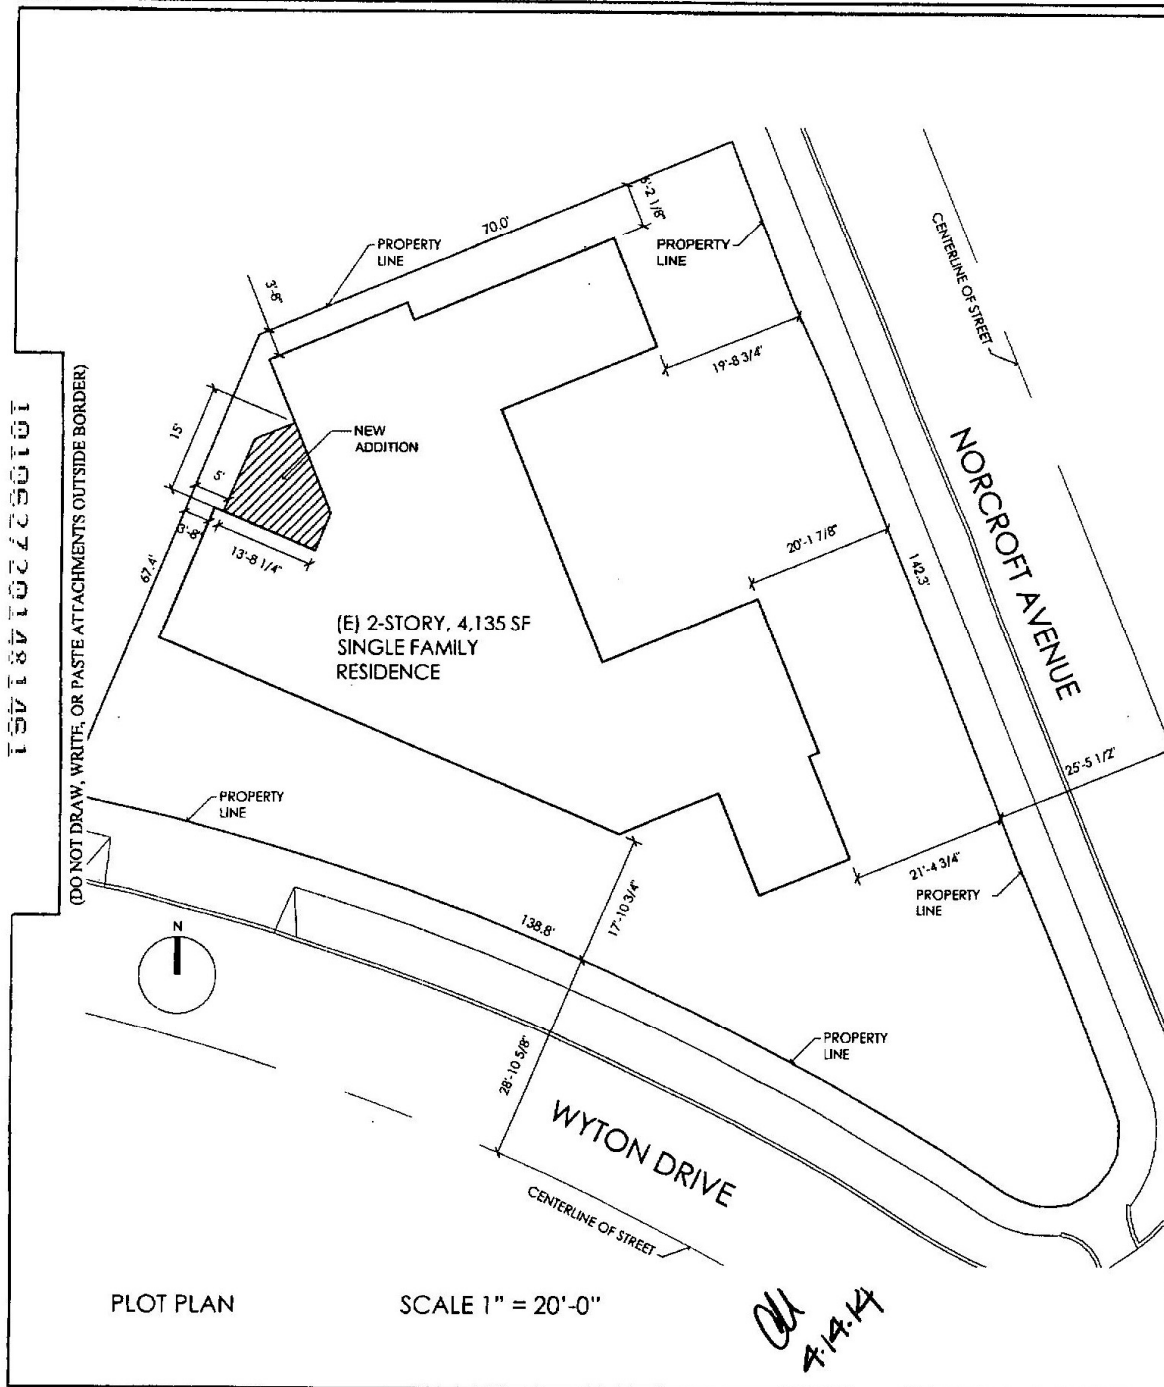 70.0'
6'-2 1/8"
PROPERTY
LINE
PROPERTY
LINE
CENTERLINE OF STREET
3'-8"
19'-8 3/4"
15'
NEW
ADDITION
5'
3'-8"
13'-8 1/4"
67.4'
20'-1 7/8"
142.3'
NORCROFT AVENUE
(E) 2-STORY, 4,135 SF
SINGLE FAMILY
RESIDENCE
(DO NOT DRAW, WRITE, OR PASTE ATTACHMENTS OUTSIDE BORDER)
25'-5 1/2"
PROPERTY
LINE
21'-4 3/4"
PROPERTY
LINE
17'-10 3/4"
138.8'
N
28'-10 5/8"
PROPERTY
LINE
WYTON DRIVE
CENTERLINE OF STREET
PLOT PLAN
SCALE 1" = 20'-0"
4.14.14